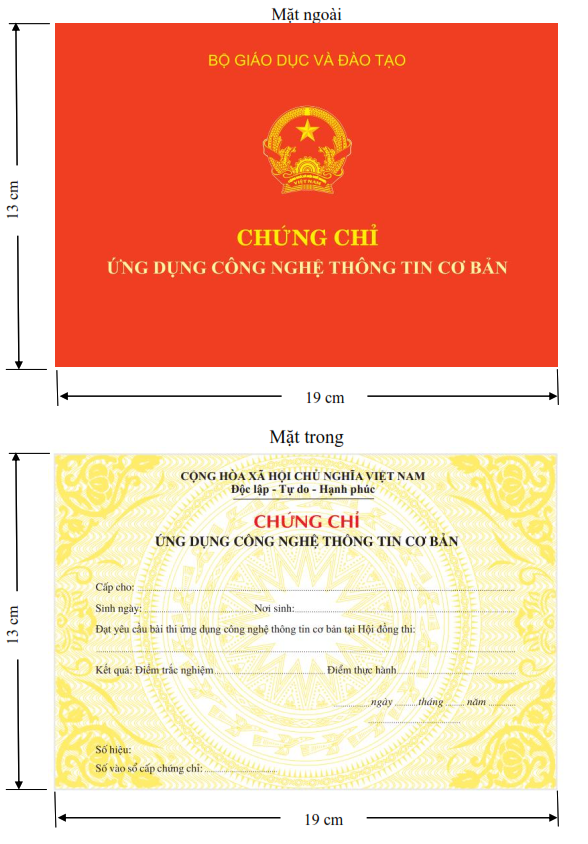 Mặt ngoài
BỘ GIÁO DỤC VÀ ĐÀO TẠO
VIỆT NAM
CHỨNG CHỈ
ỨNG DỤNG CÔNG NGHỆ THÔNG TIN CƠ BẢN
13 cm
19 cm
Mặt trong
CỘNG HÒA XÃ HỘI CHỦ NGHĨA VIỆT NAM
Độc lập - Tự do - Hạnh phúc
CHỨNG CHỈ
ỨNG DỤNG CÔNG NGHỆ THÔNG TIN CƠ BẢN
Cấp cho:
Sinh ngày: Nơi sinh:
Đạt yêu cầu bài thi ứng dụng công nghệ thông tin cơ bản tại Hội đồng thi:
Kết quả: Điểm trắc nghiệm Điểm thực hành
ngày tháng năm
Số hiệu:
Số vào sổ cấp chứng chỉ:
13 cm
19 cm